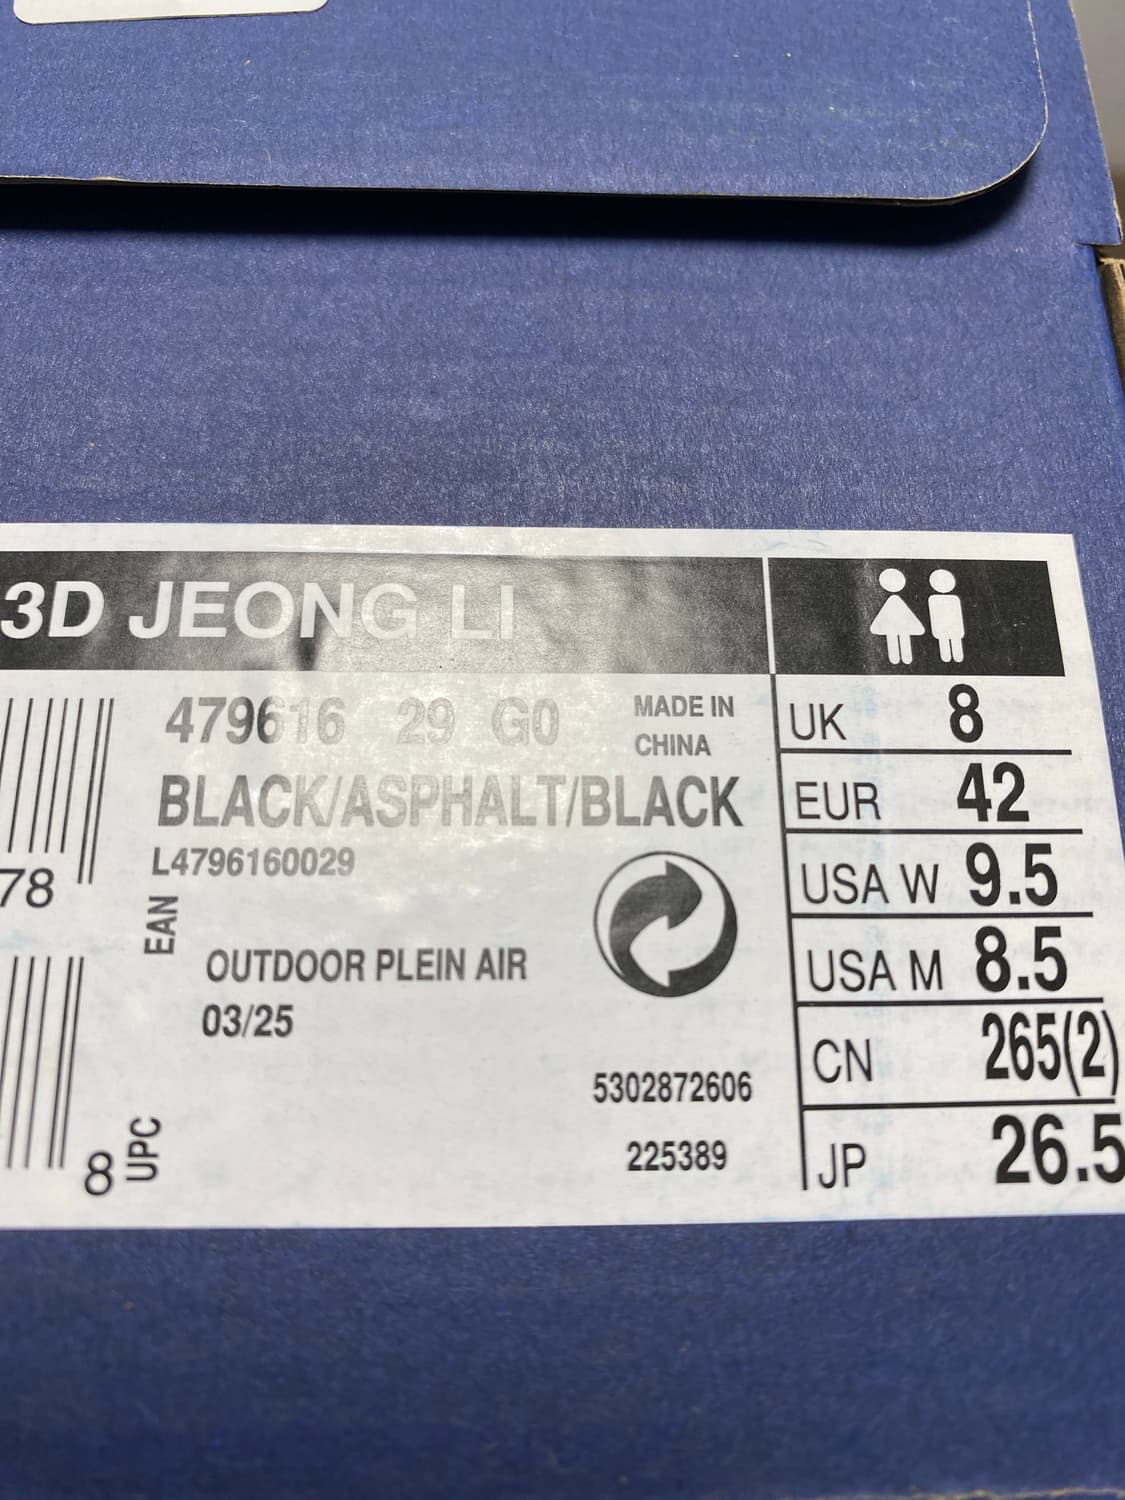 3D JEONG LI
479616 29 G0
MADE IN
CHINA
BLACK/ASPHALT/BLACK
L4796160029
78
EAN
OUTDOOR PLEIN AIR
03/25
5302872606
225389
8
UPC
UK 8
EUR 42
USA W 9.5
USA M 8.5
CN 265(2)
JP 26.5